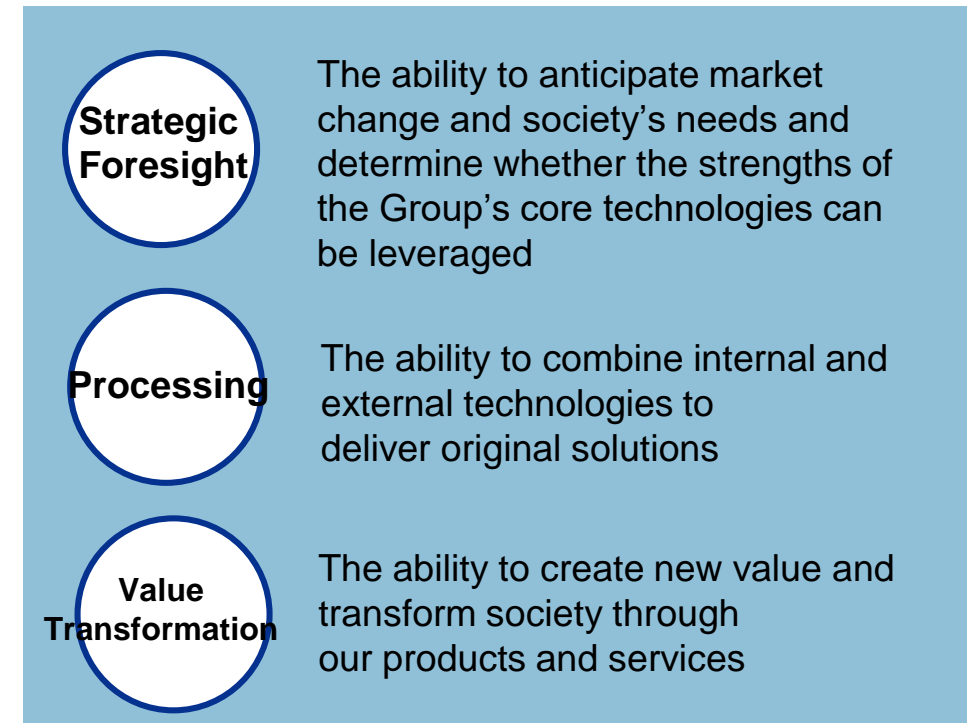 Strategic
Foresight
The ability to anticipate market
change and society’s needs and
determine whether the strengths of
the Group’s core technologies can
be leveraged
Processing
The ability to combine internal and
external technologies to
deliver original solutions
Value
Transformation
The ability to create new value and
transform society through
our products and services